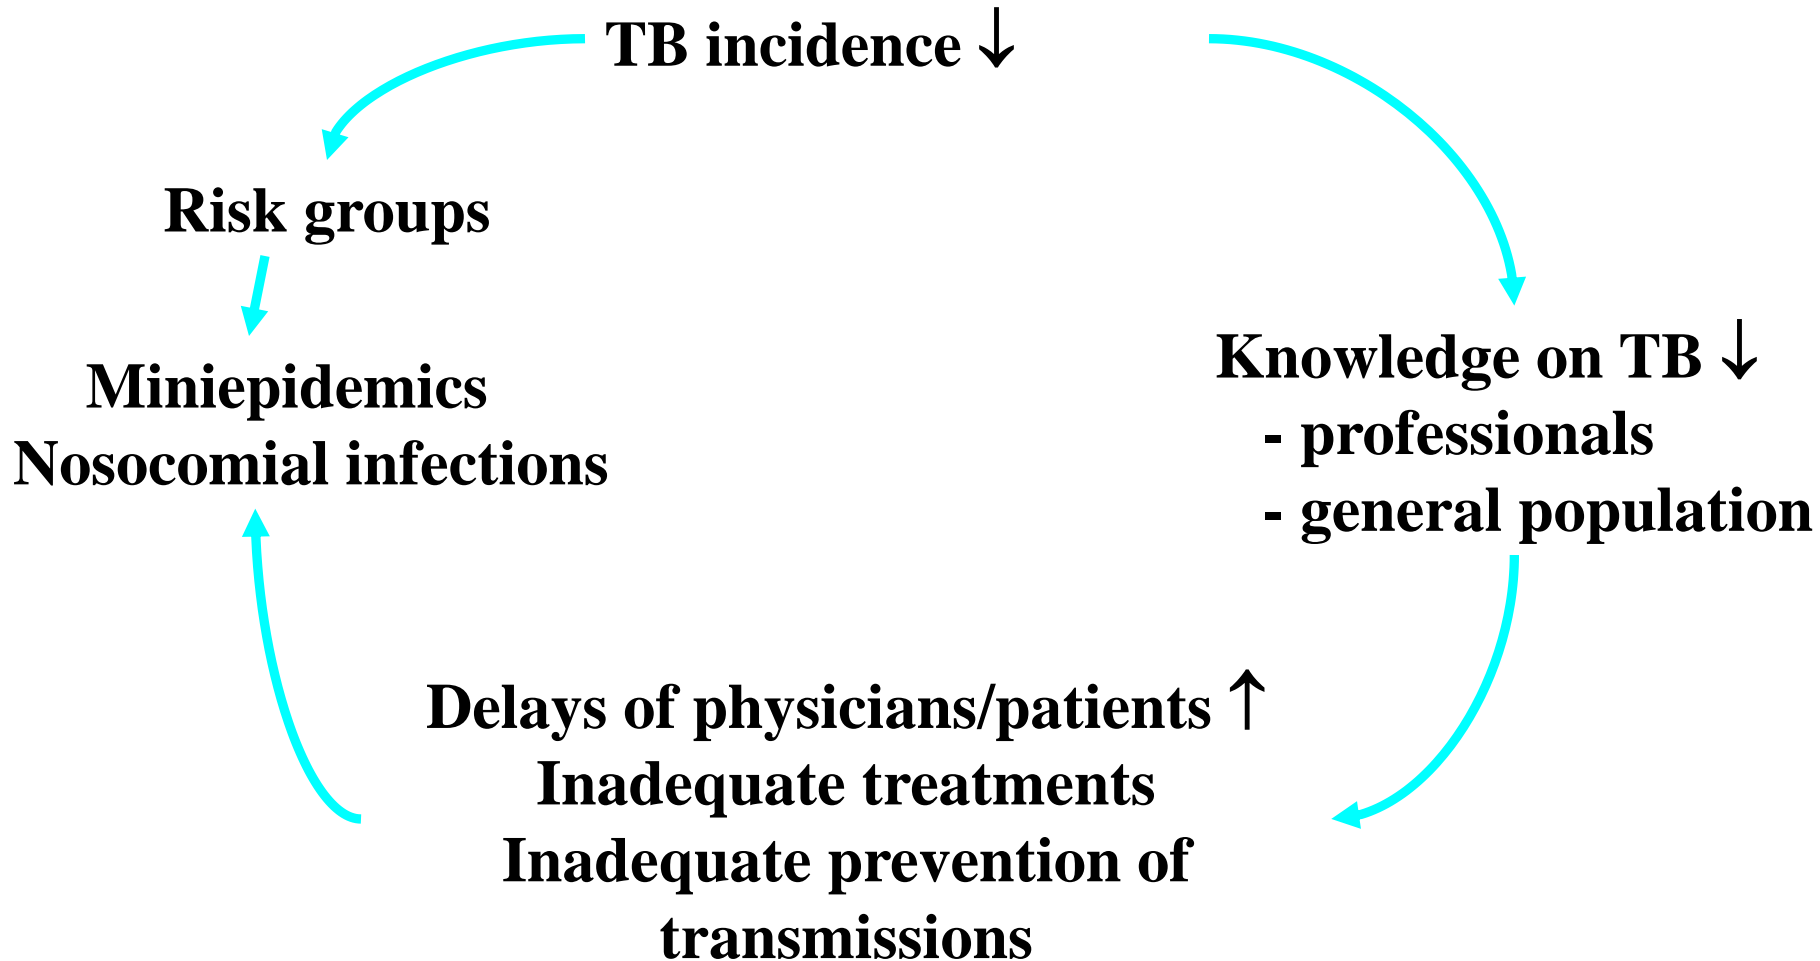 TB incidence ↓
Risk groups
Miniepidemics
Nosocomial infections
Knowledge on TB ↓
- professionals
- general population
Delays of physicians/patients ↑
Inadequate treatments
Inadequate prevention of
transmissions